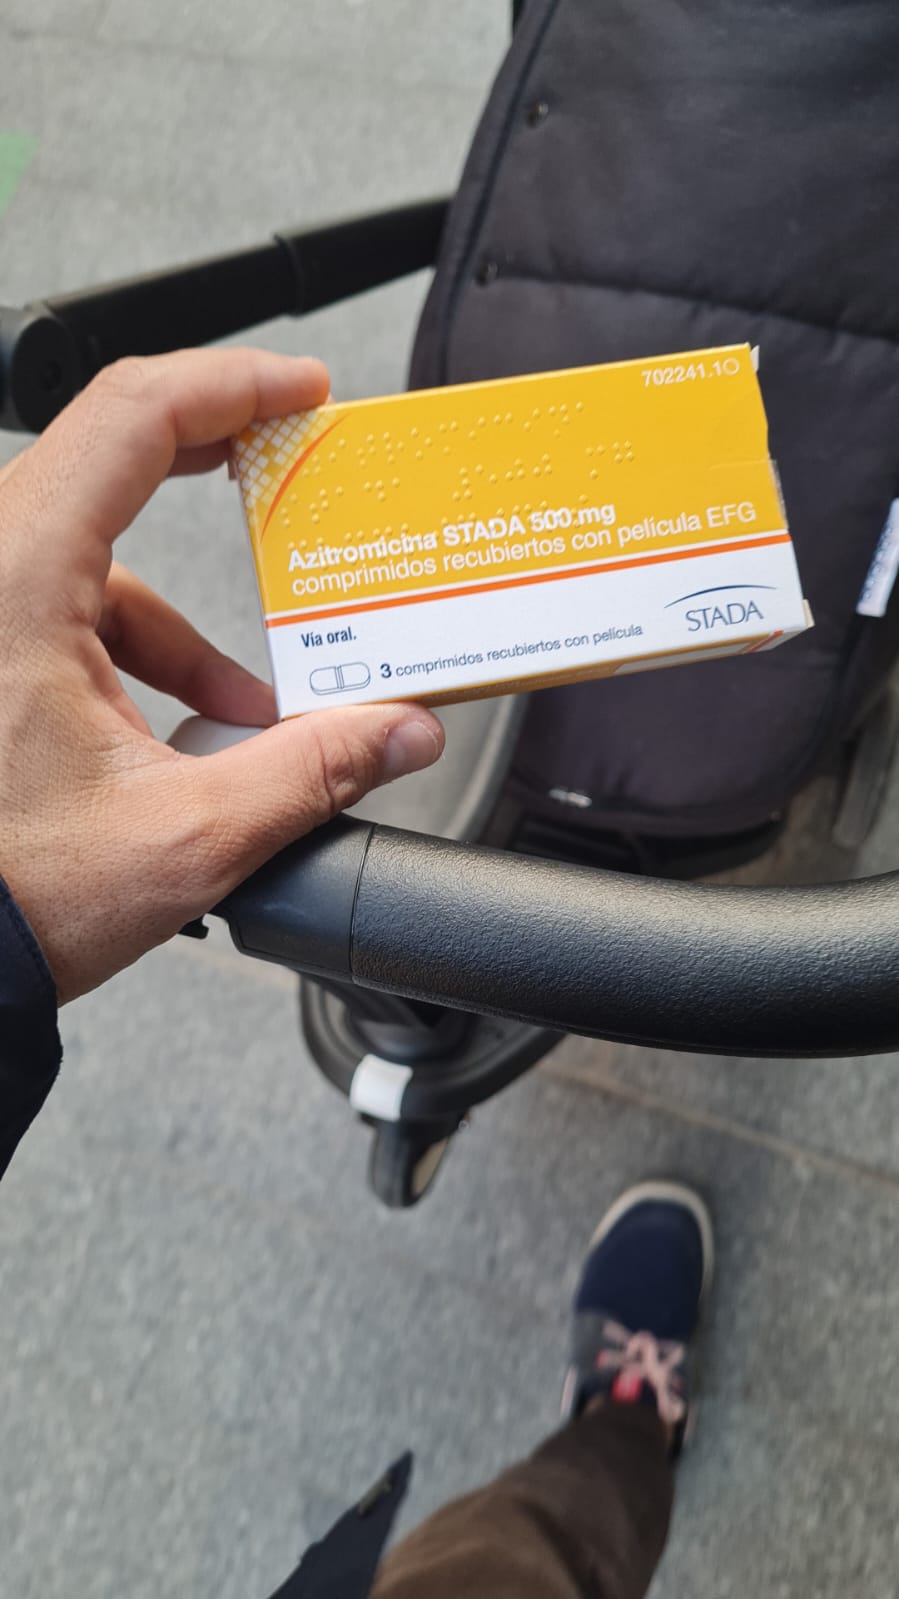 702241.1
Azitromicina STADA 500 mg
comprimidos recubiertos con película EFG
Vía oral.
3 comprimidos recubiertos con película
STADA